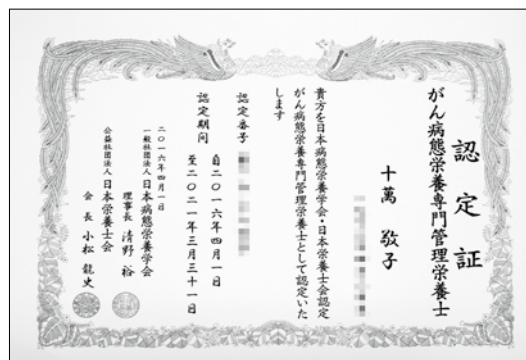 認定証
がん病態栄養専門管理栄養士
十萬 敬子
貴方を日本病態栄養学会・日本栄養士会認定
がん病態栄養専門管理栄養士として認定いた
します
認定番号
認定期間 自二〇一六年四月一日
至二〇二一年三月三十一日
二〇一六年四月一日
一般社団法人 日本病態栄養学会
理事長 清野 裕
公益社団法人 日本栄養士会
会長 小松 龍史